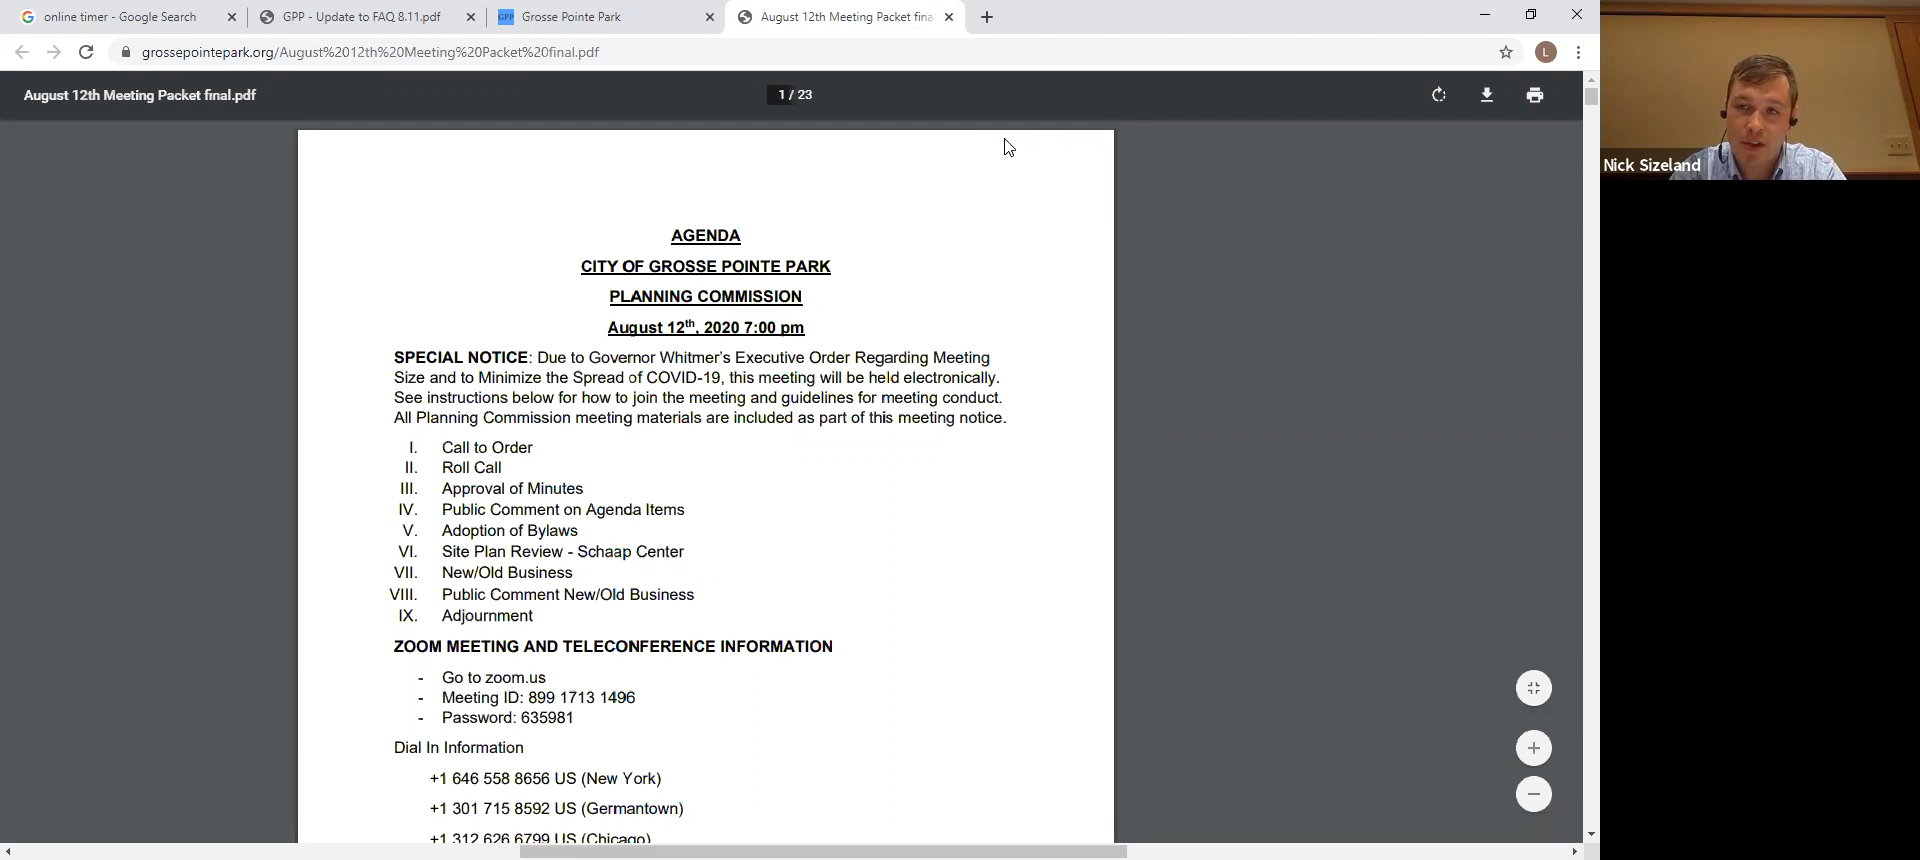 online timer - Google Search
GPP - Update to FAQ 8.11.pdf
GPP Grosse Pointe Park
August 12th Meeting Packet fina
grossepointepark.org/August%2012th%20Meeting%20Packet%20final.pdf
L
August 12th Meeting Packet final.pdf
1 / 23
AGENDA
CITY OF GROSSE POINTE PARK
PLANNING COMMISSION
August 12th, 2020 7:00 pm
SPECIAL NOTICE: Due to Governor Whitmer's Executive Order Regarding Meeting
Size and to Minimize the Spread of COVID-19, this meeting will be held electronically.
See instructions below for how to join the meeting and guidelines for meeting conduct.
All Planning Commission meeting materials are included as part of this meeting notice.
I. Call to Order
II. Roll Call
III. Approval of Minutes
IV. Public Comment on Agenda Items
V. Adoption of Bylaws
VI. Site Plan Review - Schaap Center
VII. New/Old Business
VIII. Public Comment New/Old Business
IX. Adjournment
ZOOM MEETING AND TELECONFERENCE INFORMATION
- Go to zoom.us
- Meeting ID: 899 1713 1496
- Password: 635981
Dial In Information
+1 646 558 8656 US (New York)
+1 301 715 8592 US (Germantown)
+1 312 626 6799 US (Chicago)
Nick Sizeland